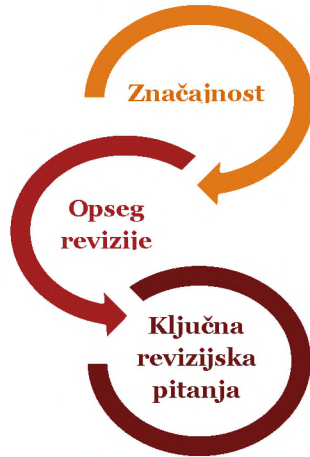 Značajnost
Opseg
revizije
Ključna
revizijska
pitanja